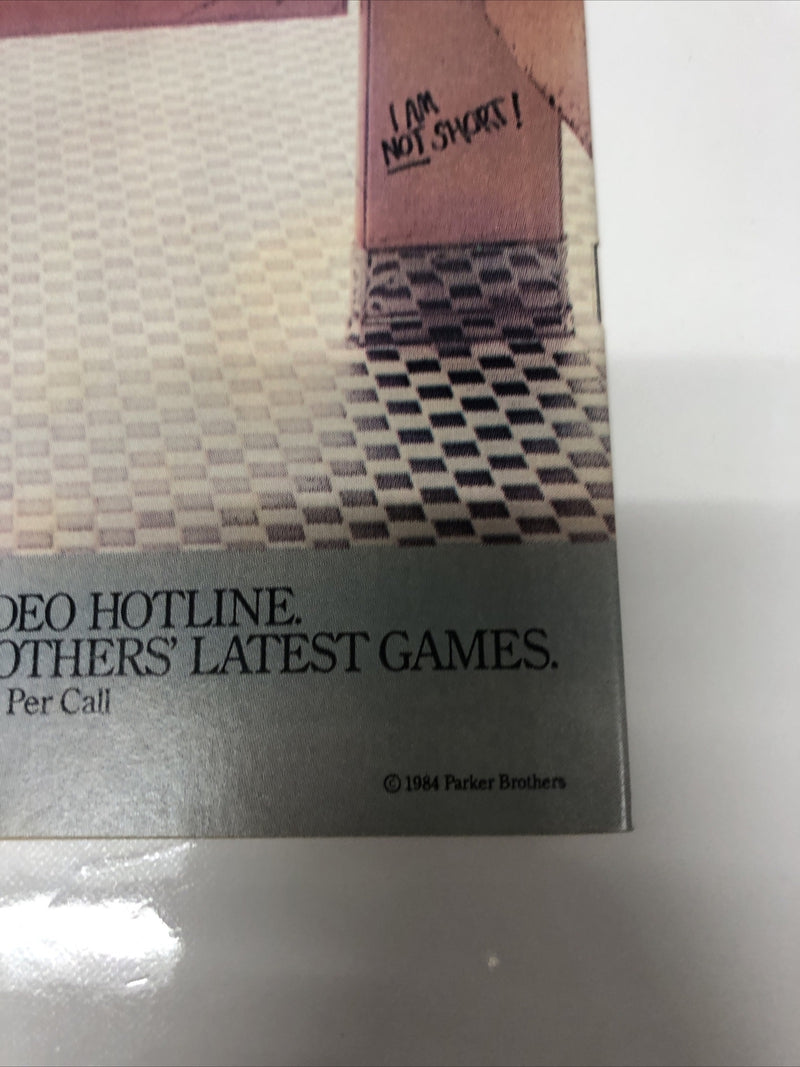 I AM
NOT SHORT!
DEO HOTLINE.
OTHERS' LATEST GAMES.
Per Call
© 1984 Parker Brothers